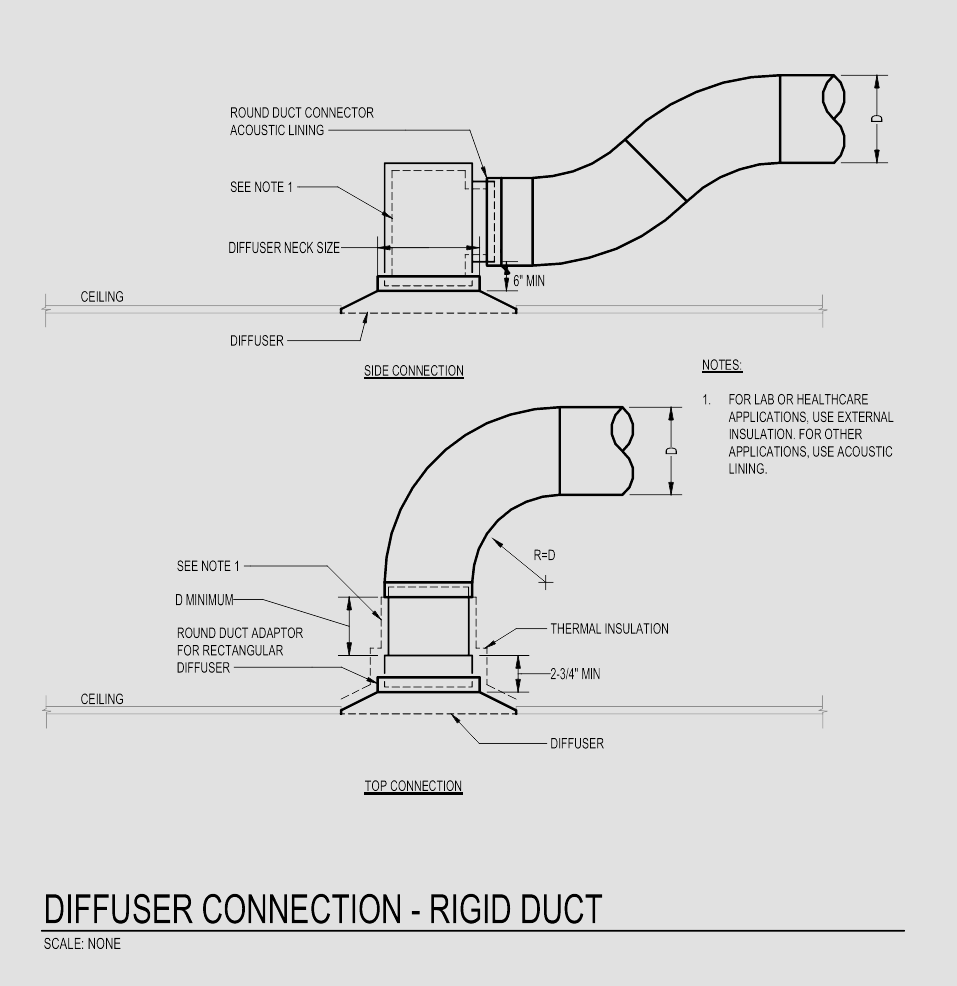 ROUND DUCT CONNECTOR
ACOUSTIC LINING
D
SEE NOTE 1
DIFFUSER NECK SIZE
6" MIN
CEILING
DIFFUSER
SIDE CONNECTION
NOTES:
1. FOR LAB OR HEALTHCARE
APPLICATIONS, USE EXTERNAL
INSULATION. FOR OTHER
APPLICATIONS, USE ACOUSTIC
LINING.
D
R=D
SEE NOTE 1
D MINIMUM
ROUND DUCT ADAPTOR
FOR RECTANGULAR
DIFFUSER
THERMAL INSULATION
2-3/4" MIN
CEILING
DIFFUSER
TOP CONNECTION
DIFFUSER CONNECTION - RIGID DUCT
SCALE: NONE